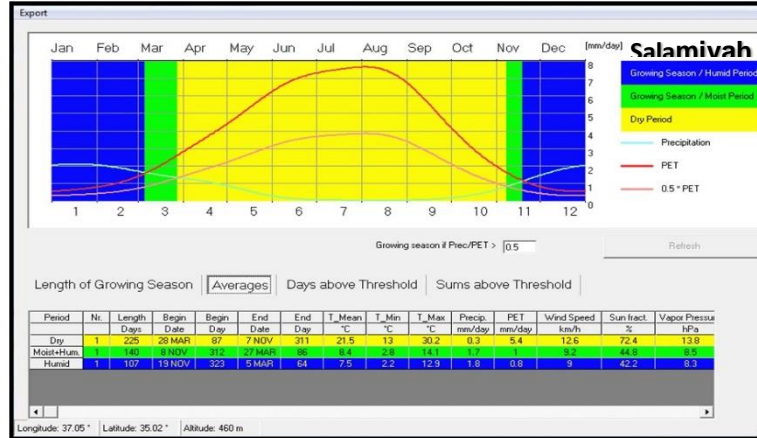 Export
Jan Feb Mar Apr May Jun Jul Aug Sep Oct Nov Dec [mm/day] Salamiyah
8
7
6
5
4
3
2
1
0
Growing Season / Humid Period
Growing Season / Moist Period
Dry Period
Precipitation
PET
0.5 * PET
1 2 3 4 5 6 7 8 9 10 11 12
Growing season if Prec/PET > 0.5 Refresh
Length of Growing Season Averages Days above Threshold Sums above Threshold
Period Nr. Length Begin Begin End End T_Mean T_Min T_Max Precip. PET Wind Speed Sun fract. Vapor Pressu
Days Date Day Date Day °C °C °C mm/day mm/day km/h % hPa
Dry 1 225 28 MAR 87 7 NOV 311 21.5 13 30.2 0.3 5.4 12.6 72.4 13.8
Moist+Hum. 1 140 8 NOV 312 27 MAR 86 8.4 2.8 14.1 1.7 1 9.2 44.8 8.5
Humid 1 107 19 NOV 323 5 MAR 64 7.5 2.2 12.9 1.8 0.8 9 42.2 8.3
Longitude: 37.05 ° Latitude: 35.02 ° Altitude: 460 m